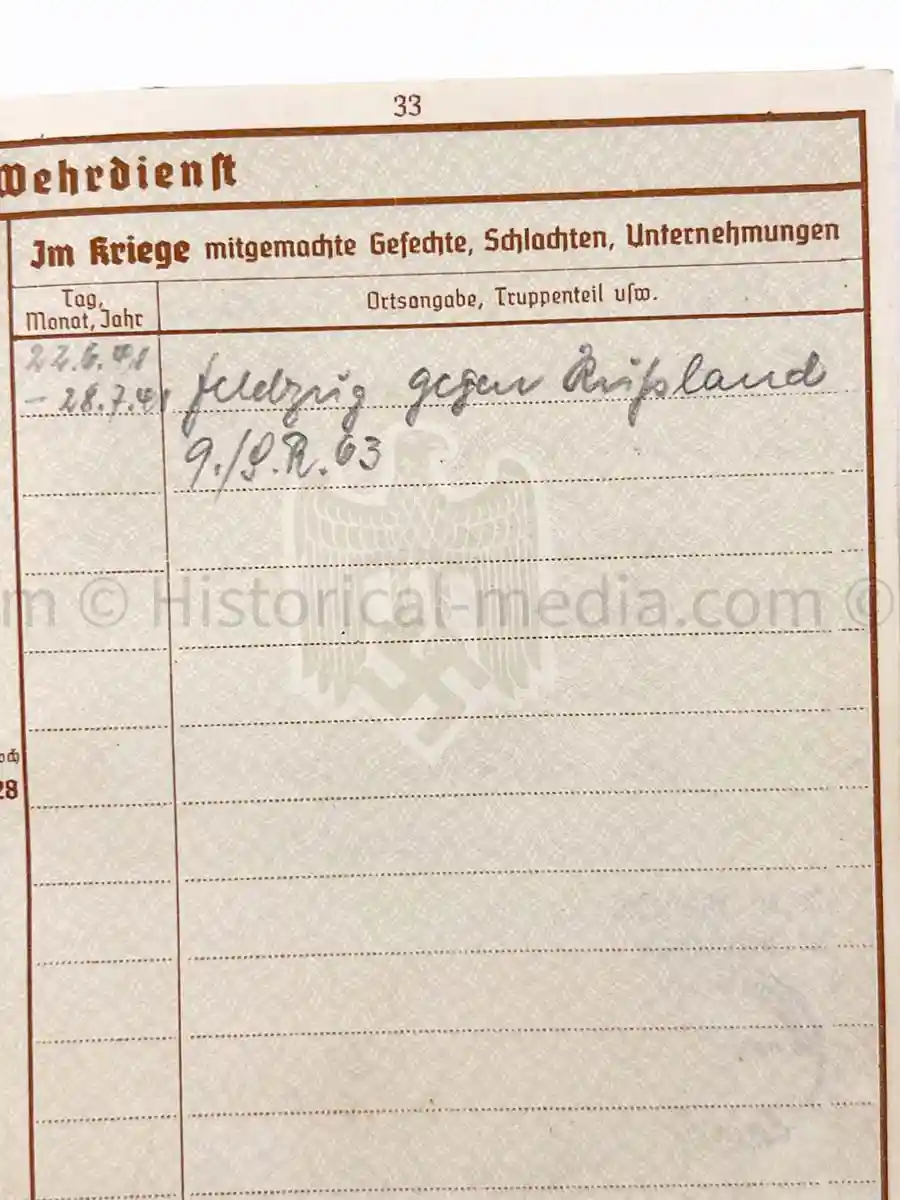 33
Wehrdienst
Im Kriege mitgemachte Gefechte, Schlachten, Unternehmungen
Tag,
Monat, Jahr
Ortsangabe, Truppenteil usw.
22.6.41
- 28.7.41
Feldzug gegen Rußland
9./S.R.63
m © Historical-media.com ©
och
28